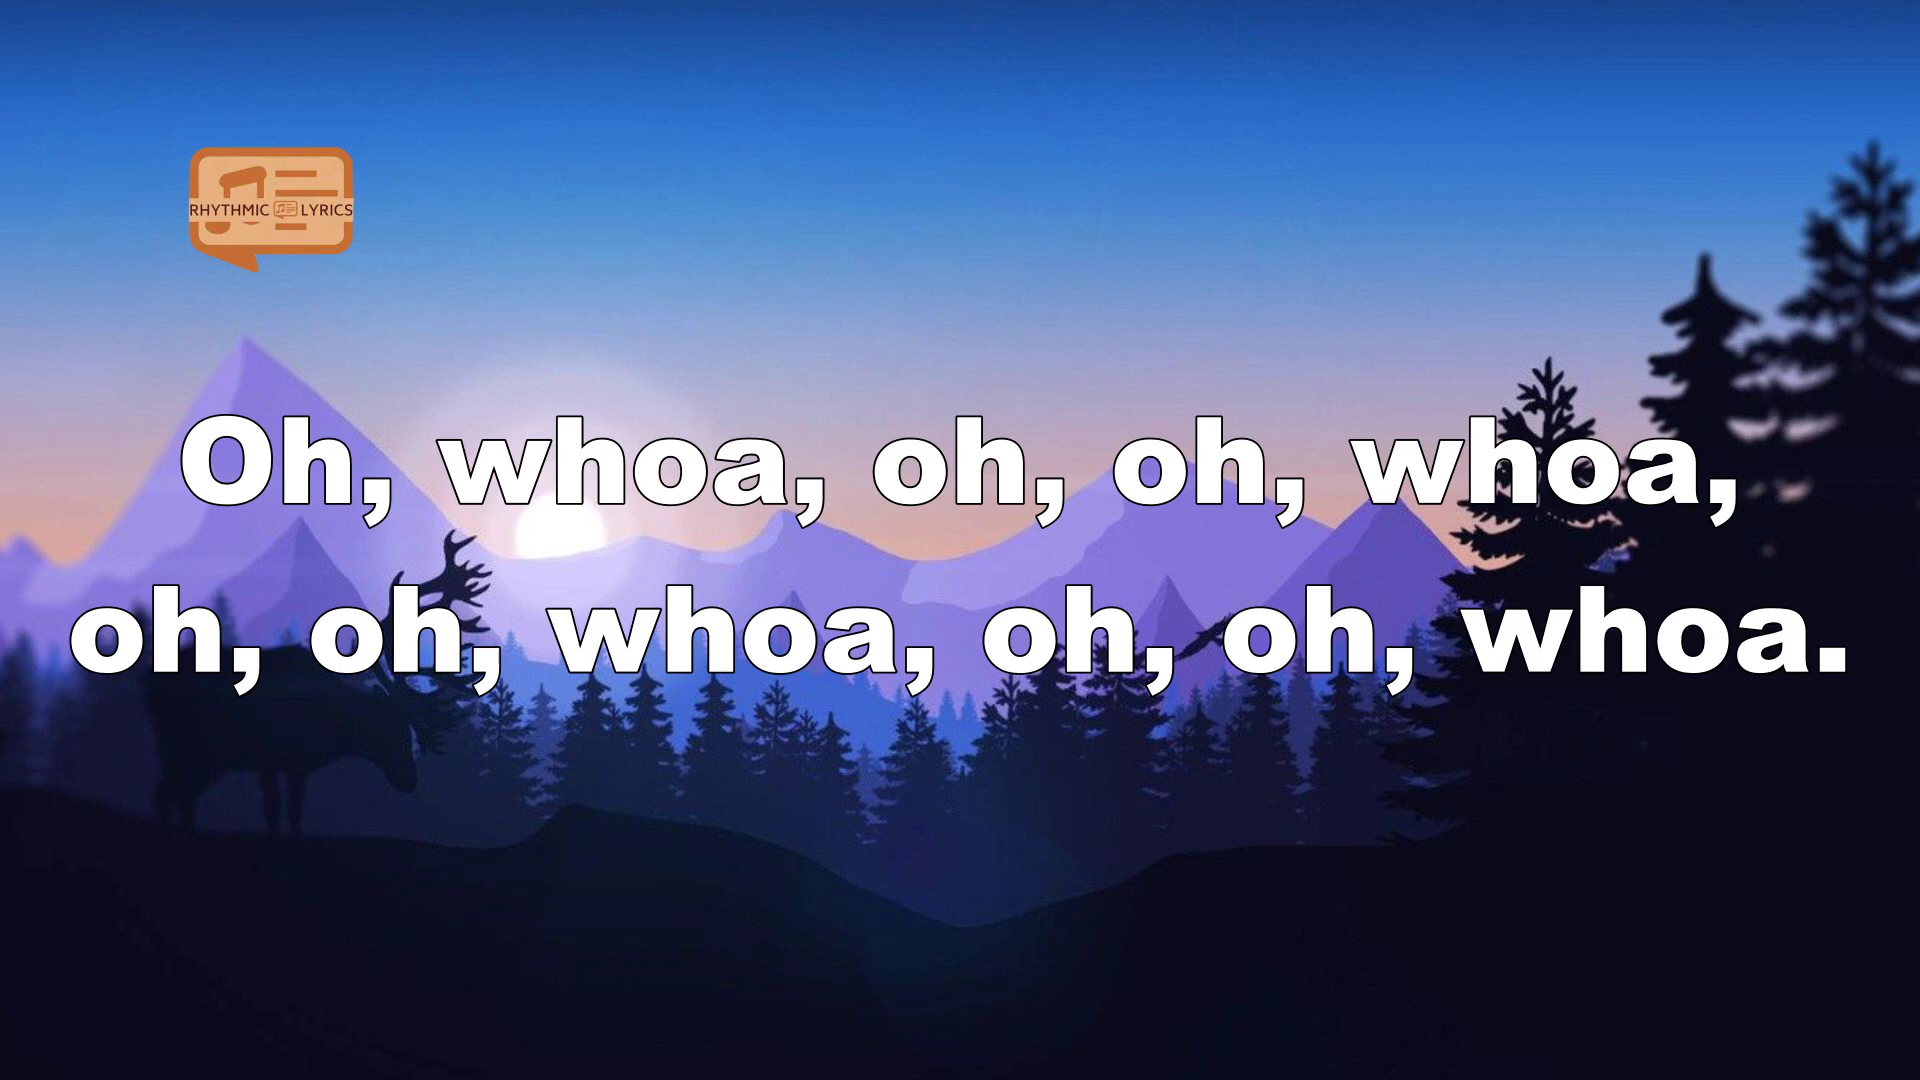 RHYTHMIC LYRICS
Oh, whoa, oh, oh, whoa,
oh, oh, whoa, oh, oh, whoa.